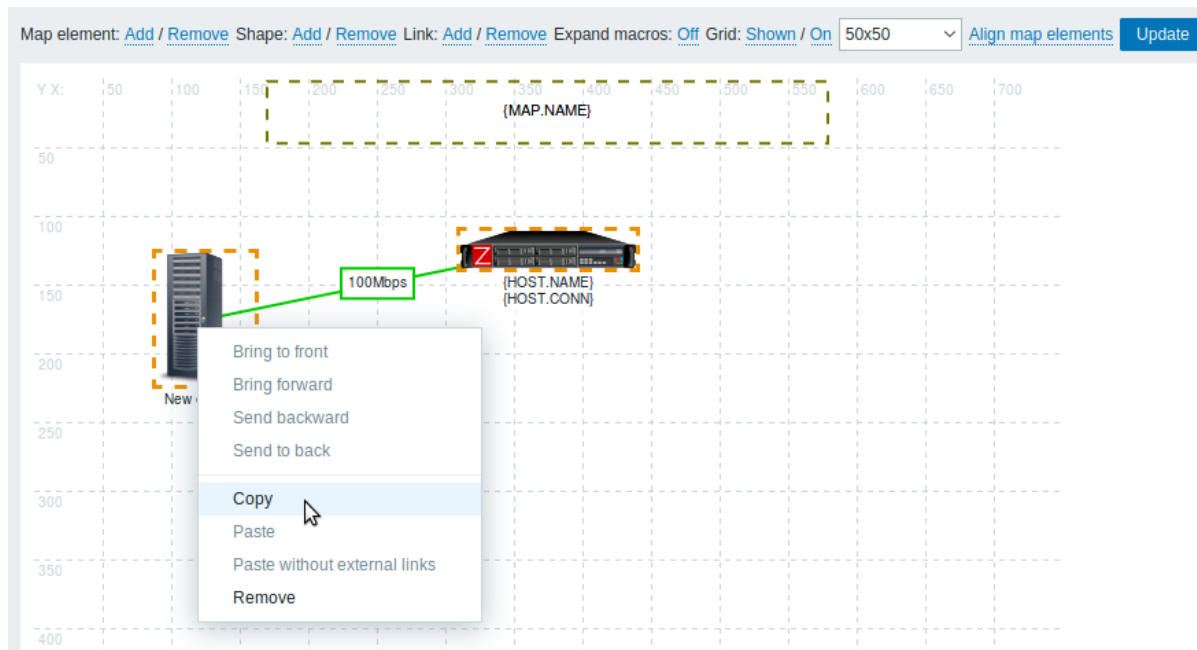 Map element: Add / Remove Shape: Add / Remove Link: Add / Remove Expand macros: Off Grid: Shown / On 50x50 Align map elements Update
Y X: 50 100 150 200 250 300 350 400 450 500 550 600 650 700
{MAP.NAME}
50
100
Z
100Mbps
{HOST.NAME}
{HOST.CONN}
150
200
New
250
300
350
400
Bring to front
Bring forward
Send backward
Send to back
Copy
Paste
Paste without external links
Remove